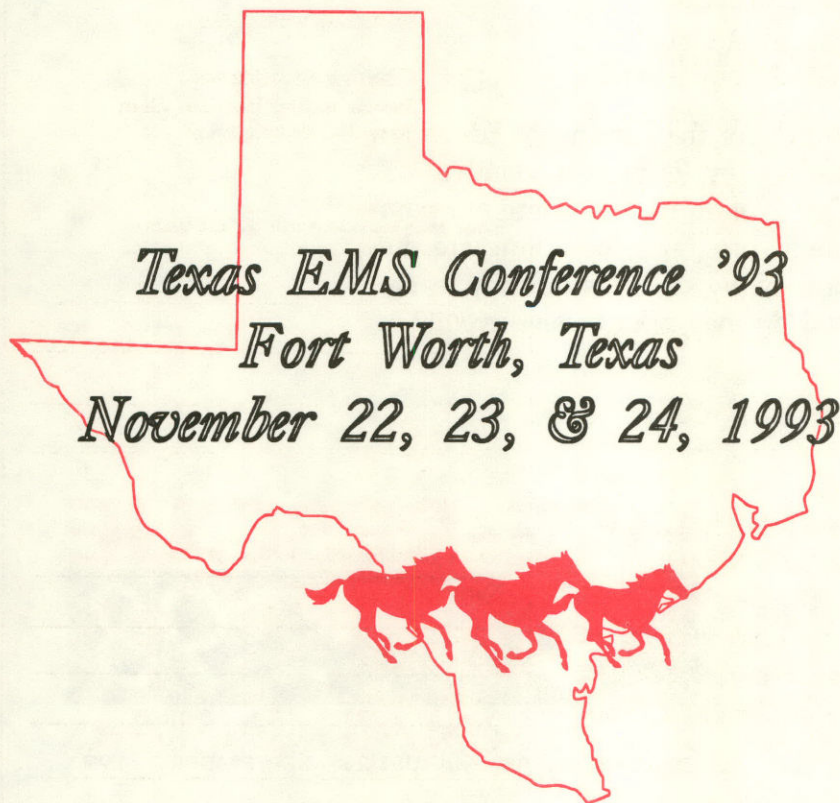 Texas EMS Conference '93
Fort Worth, Texas
November 22, 23, & 24, 1993